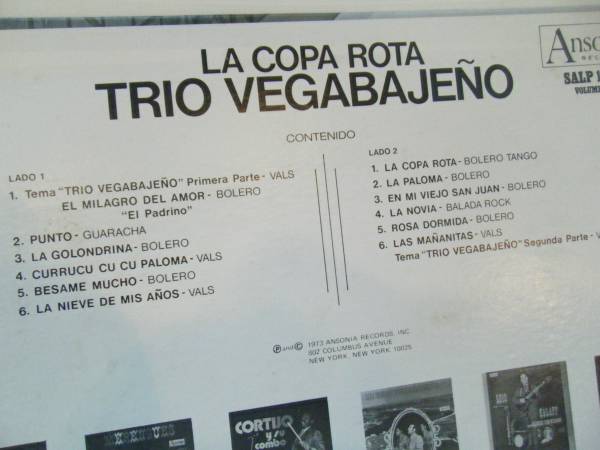 LA COPA ROTA
TRIO VEGABAJEÑO
SALP
CONTENIDO
LADO 1
1. Tema "TRIO VEGABAJEÑO" Primera Parte - VALS
EL MILAGRO DEL AMOR - BOLERO
"El Padrino"
2. PUNTO - GUARACHA
3. LA GOLONDRINA - BOLERO
4. CURRUCU CU CU PALOMA - VALS
5. BESAME MUCHO - BOLERO
6. LA NIEVE DE MIS AÑOS - VALS
LADO 2
1. LA COPA ROTA - BOLERO TANGO
2. LA PALOMA - BOLERO
3. EN MI VIEJO SAN JUAN - BOLERO
4. LA NOVIA - BALADA ROCK
5. ROSA DORMIDA - BOLERO
6. LAS MAÑANITAS - VALS
Tema "TRIO VEGABAJEÑO" Segunda Parte -
Ⓟ and © 1973 ANSONIA RECORDS, INC.
802 COLUMBUS AVENUE
NEW YORK, NEW YORK 10025
MERENGUES
CORTIJO
y su
combo